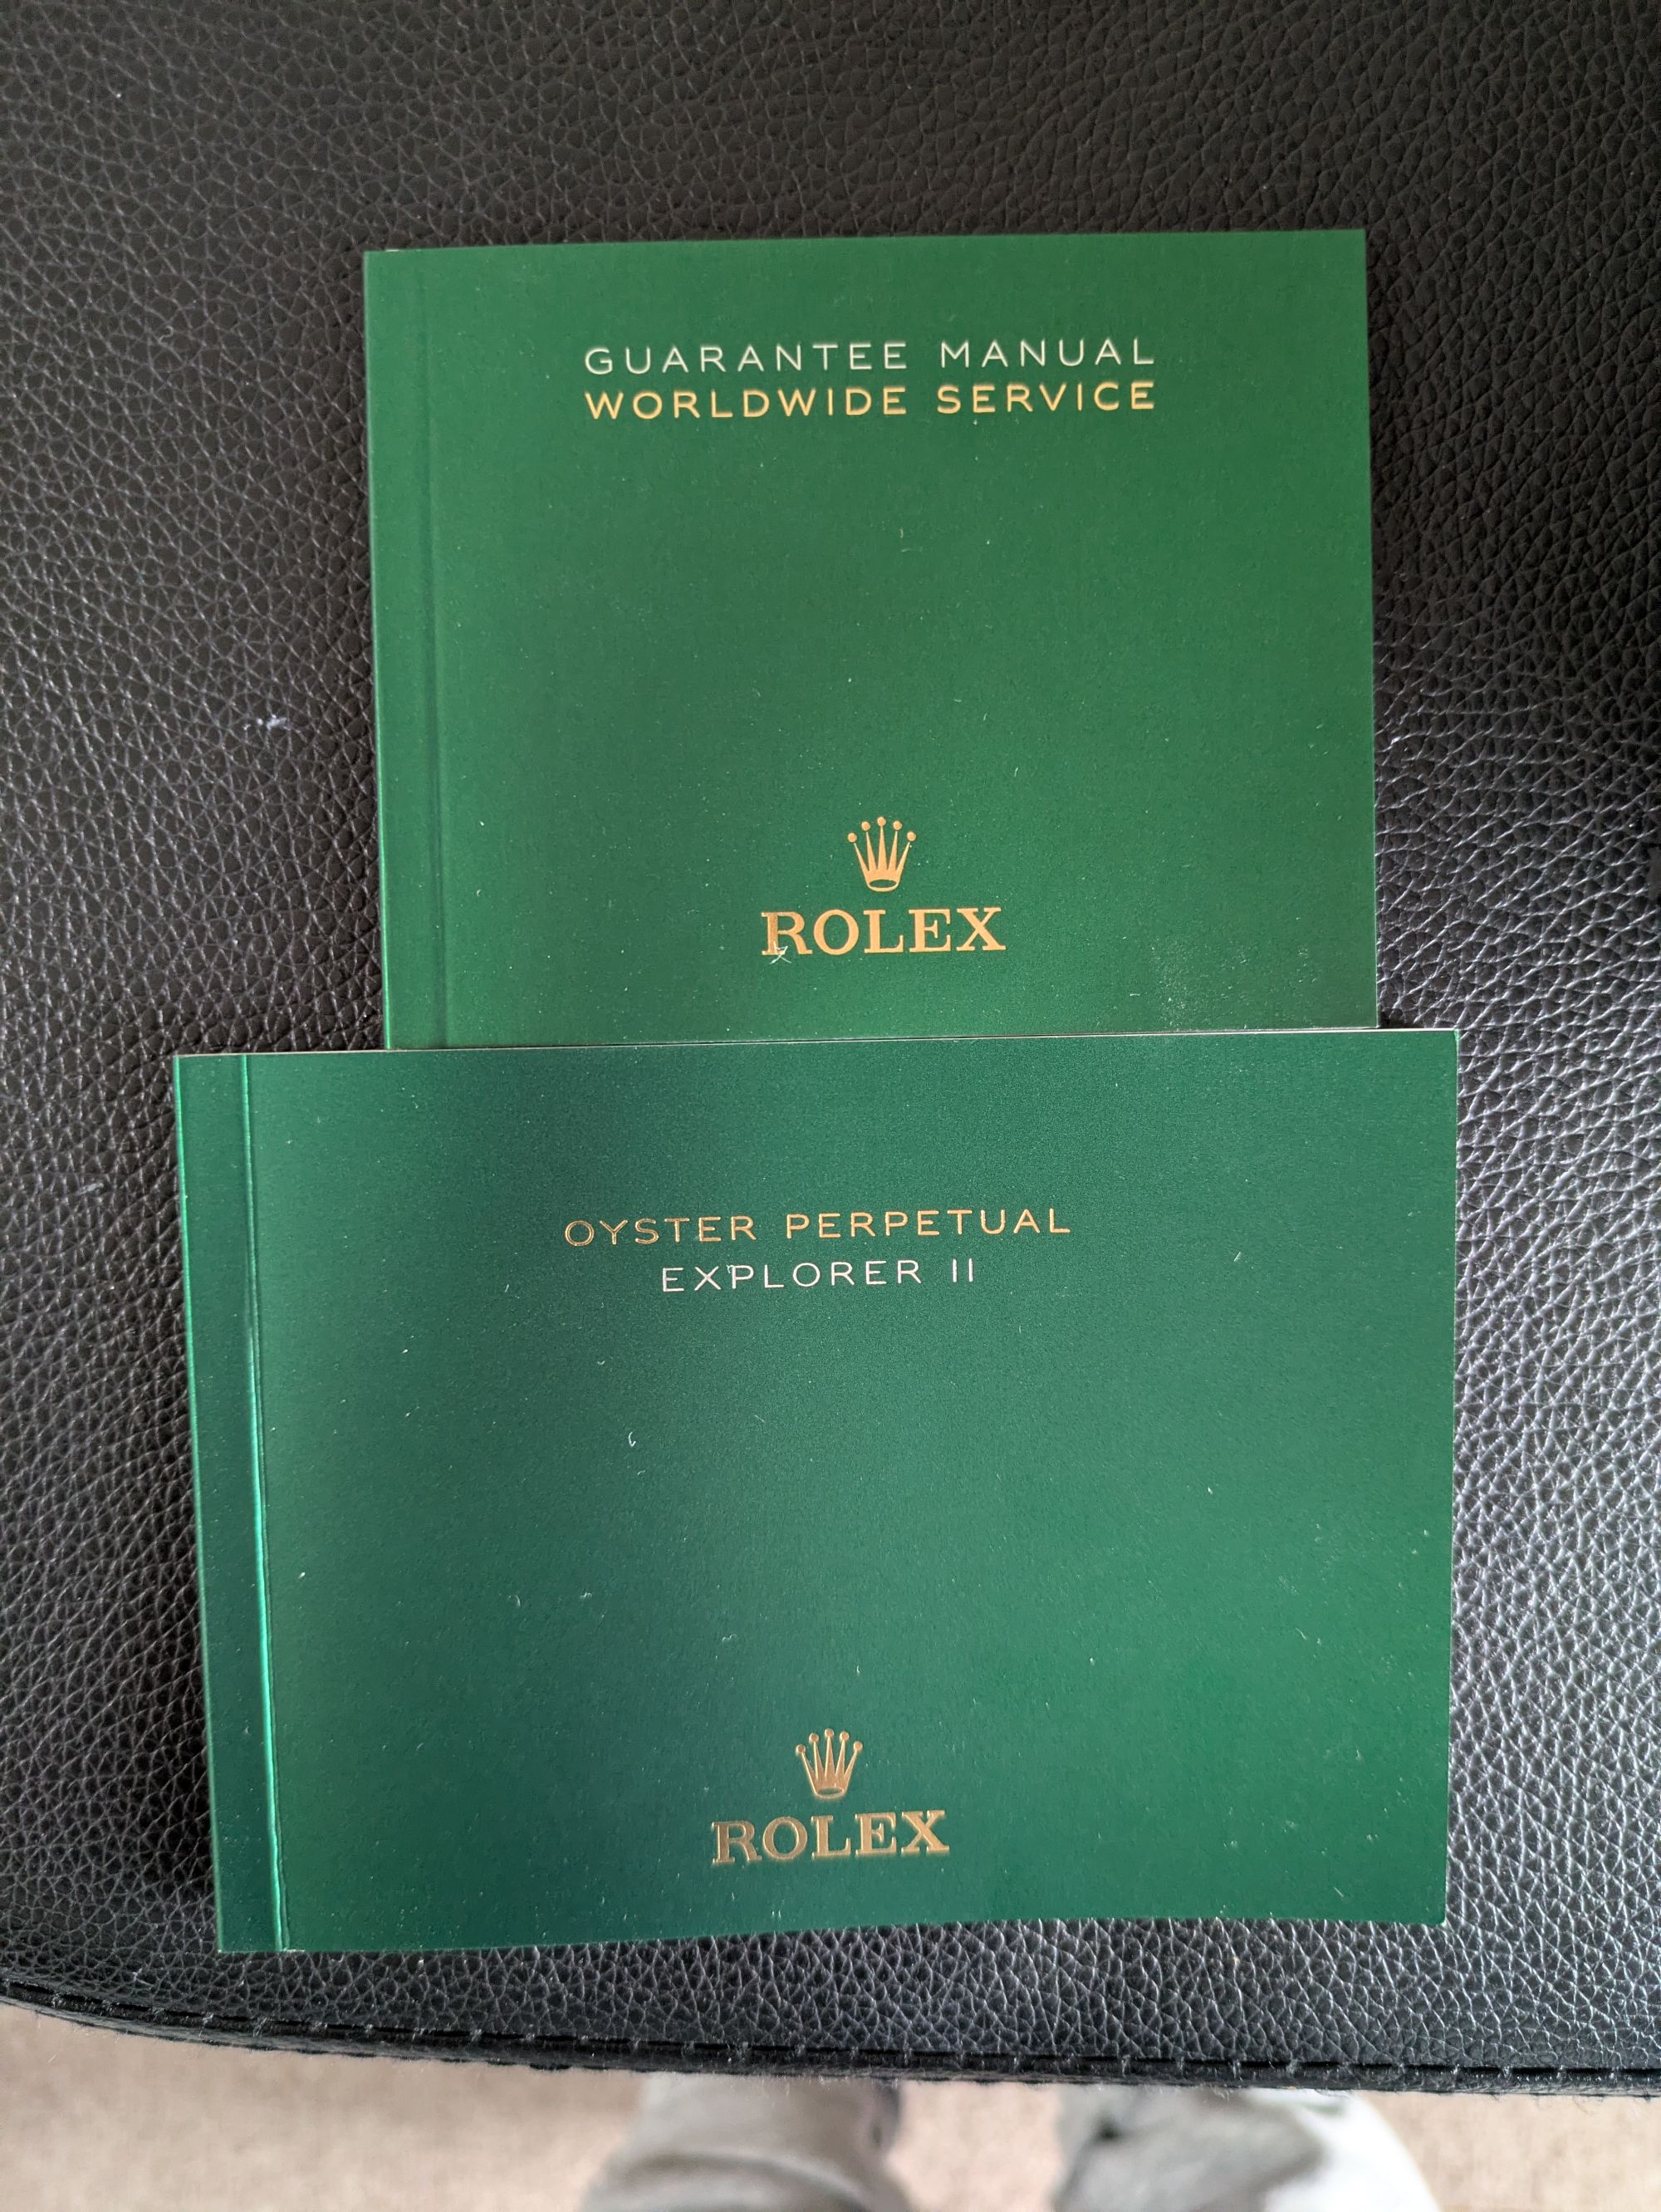 GUARANTEE MANUAL
WORLDWIDE SERVICE
ROLEX
OYSTER PERPETUAL
EXPLORER II
ROLEX